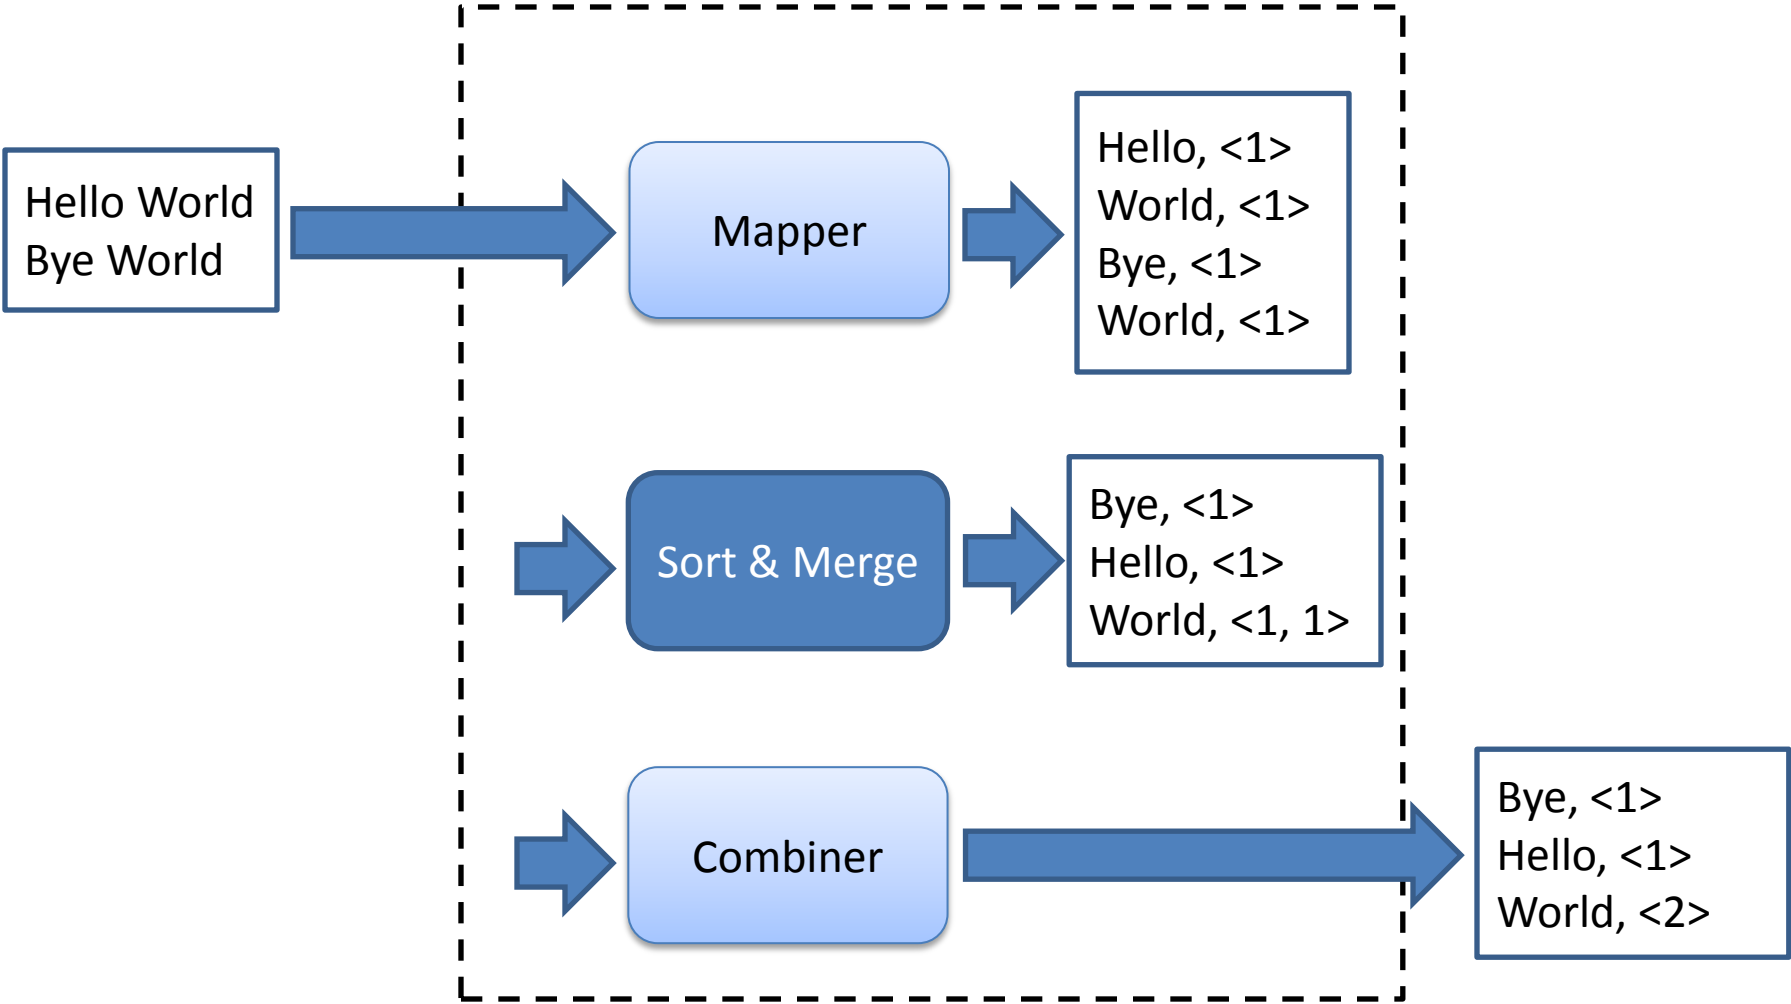 Hello World
Bye World
Mapper
Hello, <1>
World, <1>
Bye, <1>
World, <1>
Sort & Merge
Bye, <1>
Hello, <1>
World, <1, 1>
Combiner
Bye, <1>
Hello, <1>
World, <2>